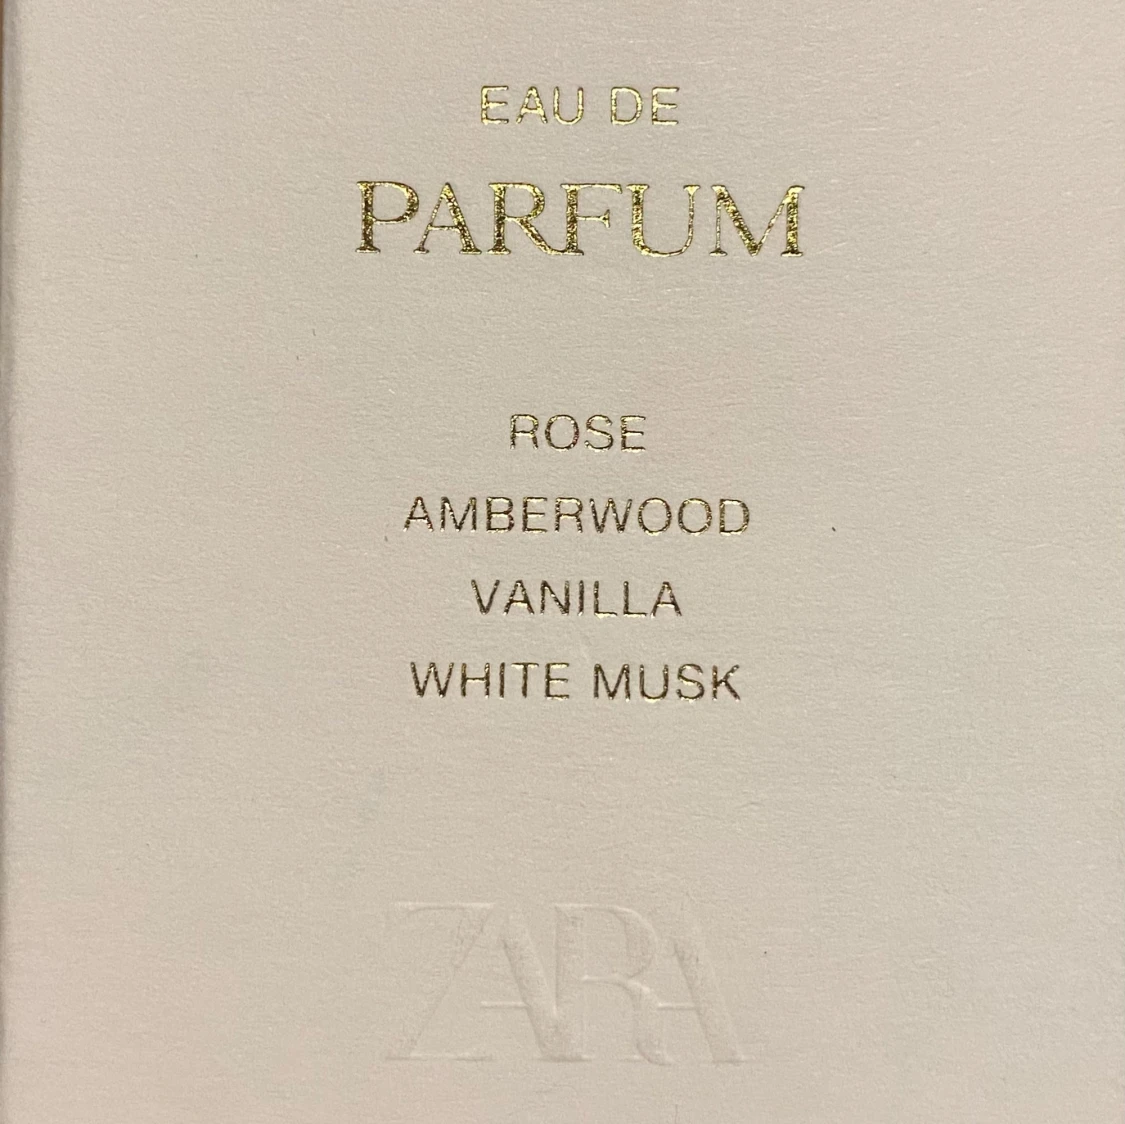 EAU DE
PARFUM
ROSE
AMBERWOOD
VANILLA
WHITE MUSK
ZARA